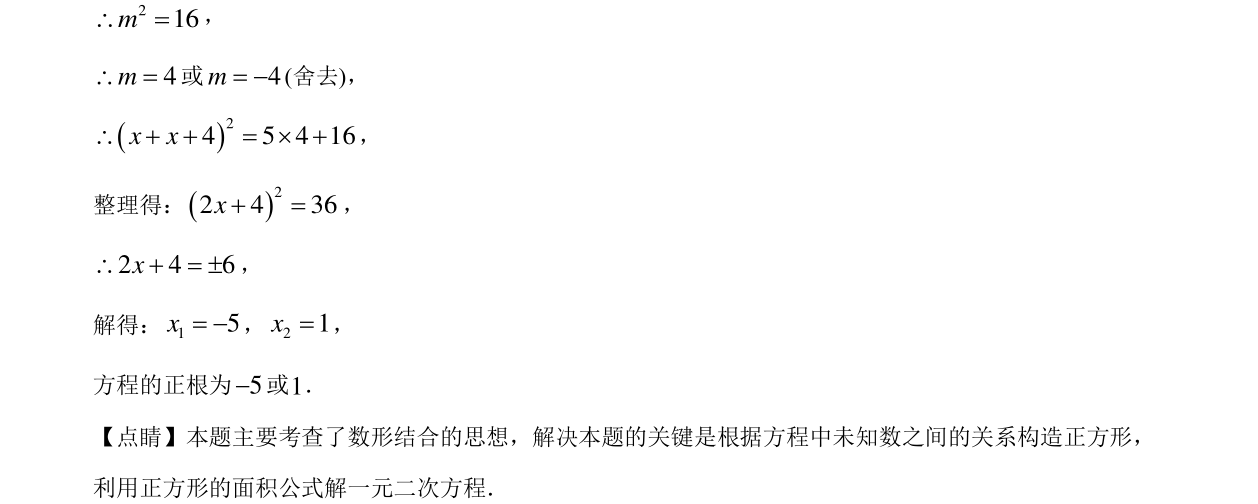 ∴m²=16，
∴m=4或m=−4(舍去)，
∴(x+x+4)²=5×4+16，
整理得：(2x+4)²=36，
∴2x+4=±6，
解得：x₁=−5，x₂=1，
方程的正根为−5或1．
【点睛】本题主要考查了数形结合的思想，解决本题的关键是根据方程中未知数之间的关系构造正方形，
利用正方形的面积公式解一元二次方程．